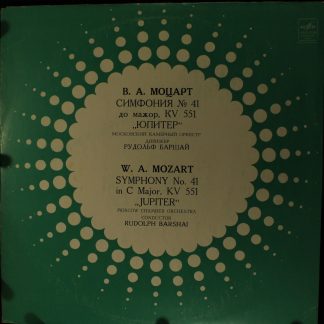 В. А. МОЦАРТ
СИМФОНИЯ № 41
до мажор, KV 551
„ЮПИТЕР“
МОСКОВСКИЙ КАМЕРНЫЙ ОРКЕСТР
ДИРИЖЕР
РУДОЛЬФ БАРШАЙ
W. A. MOZART
SYMPHONY No. 41
in C Major, KV 551
„JUPITER“
MOSCOW CHAMBER ORCHESTRA
CONDUCTOR
RUDOLPH BARSHAI